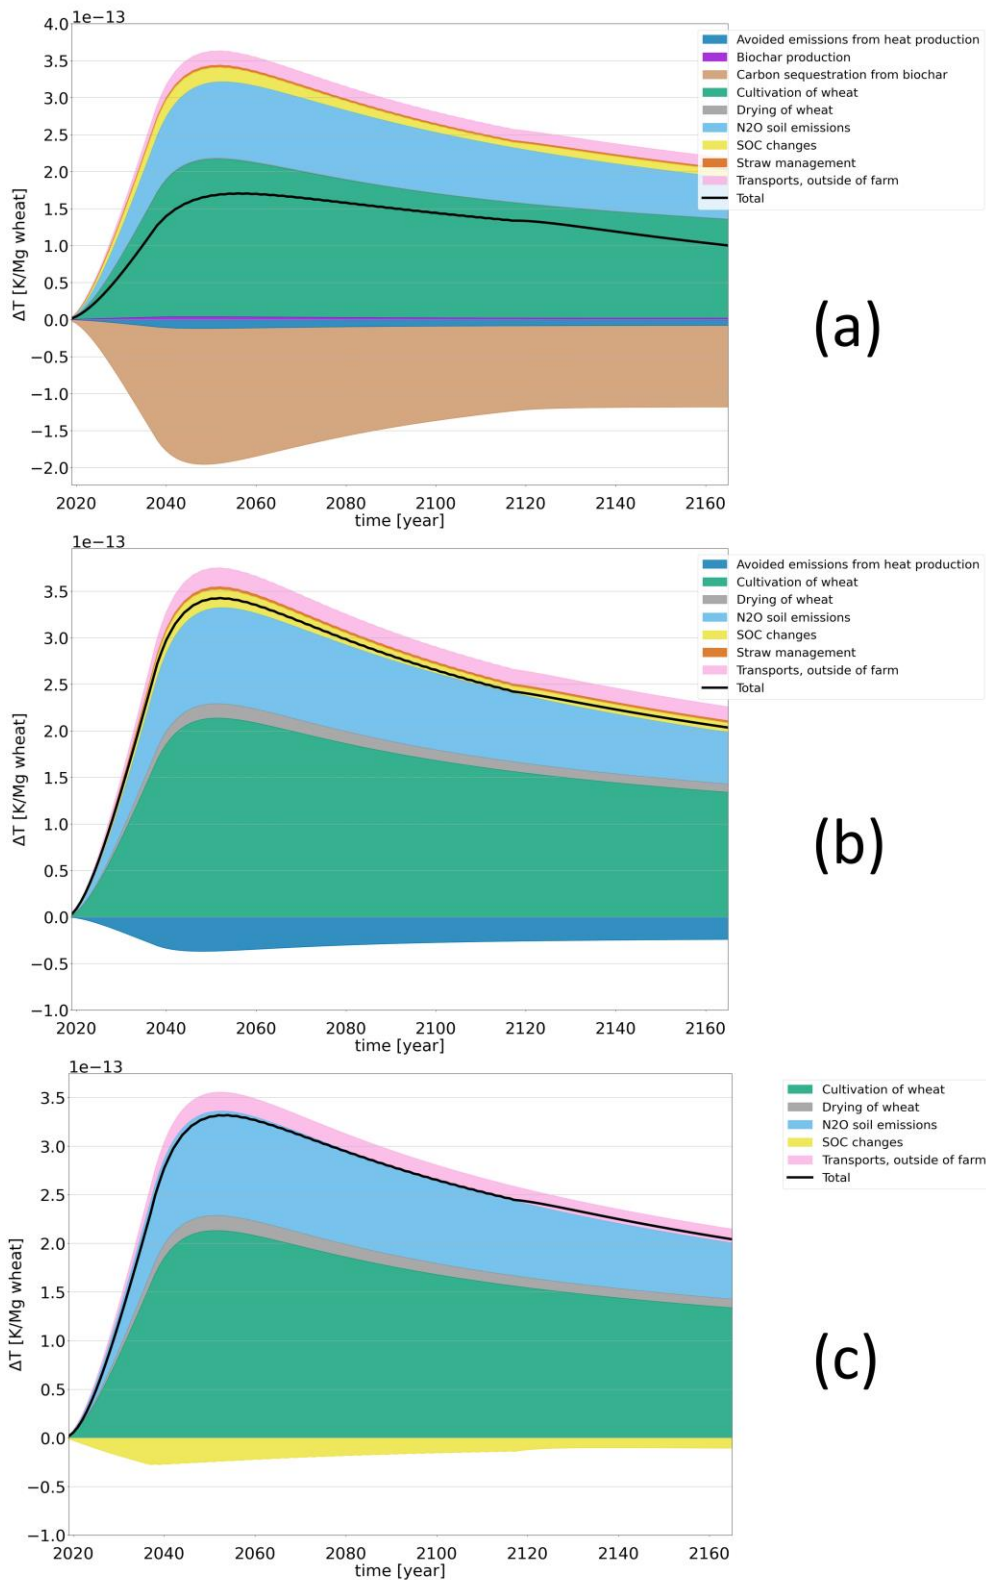 1e−13
4.0
3.5
3.0
2.5
2.0
1.5
1.0
0.5
0.0
−0.5
−1.0
−1.5
−2.0
ΔT [K/Mg wheat]
2020 2040 2060 2080 2100 2120 2140 2160
time [year]
Avoided emissions from heat production
Biochar production
Carbon sequestration from biochar
Cultivation of wheat
Drying of wheat
N2O soil emissions
SOC changes
Straw management
Transports, outside of farm
Total
(a)
1e−13
3.5
3.0
2.5
2.0
1.5
1.0
0.5
0.0
−0.5
−1.0
ΔT [K/Mg wheat]
2020 2040 2060 2080 2100 2120 2140 2160
time [year]
Avoided emissions from heat production
Cultivation of wheat
Drying of wheat
N2O soil emissions
SOC changes
Straw management
Transports, outside of farm
Total
(b)
1e−13
3.5
3.0
2.5
2.0
1.5
1.0
0.5
0.0
−0.5
−1.0
ΔT [K/Mg wheat]
2020 2040 2060 2080 2100 2120 2140 2160
time [year]
Cultivation of wheat
Drying of wheat
N2O soil emissions
SOC changes
Transports, outside of farm
Total
(c)